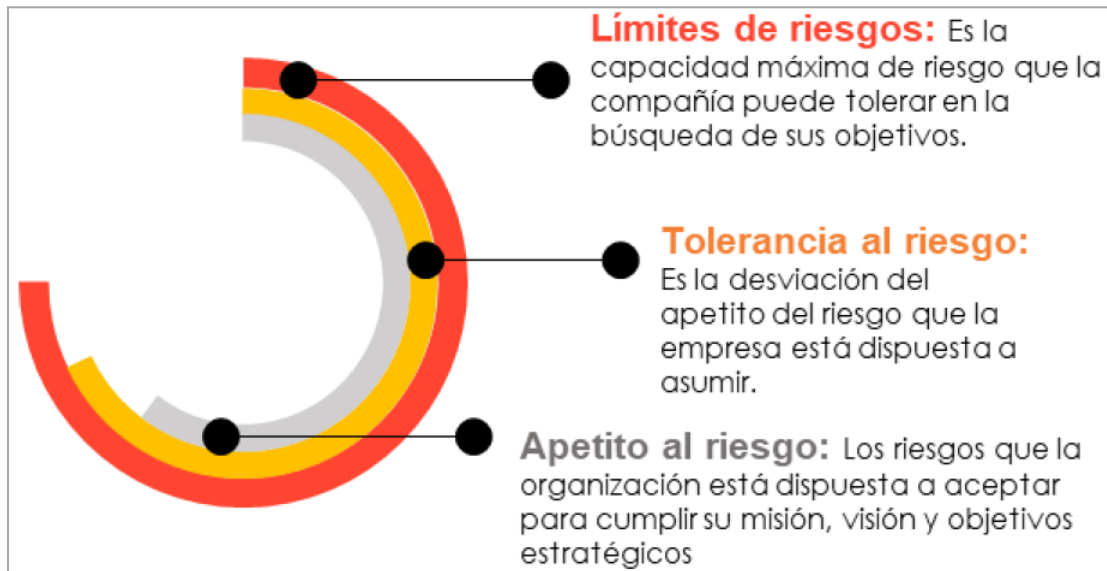 Límites de riesgos: Es la
capacidad máxima de riesgo que la
compañía puede tolerar en la
búsqueda de sus objetivos.
Tolerancia al riesgo:
Es la desviación del
apetito del riesgo que la
empresa está dispuesta a
asumir.
Apetito al riesgo: Los riesgos que la
organización está dispuesta a aceptar
para cumplir su misión, visión y objetivos
estratégicos